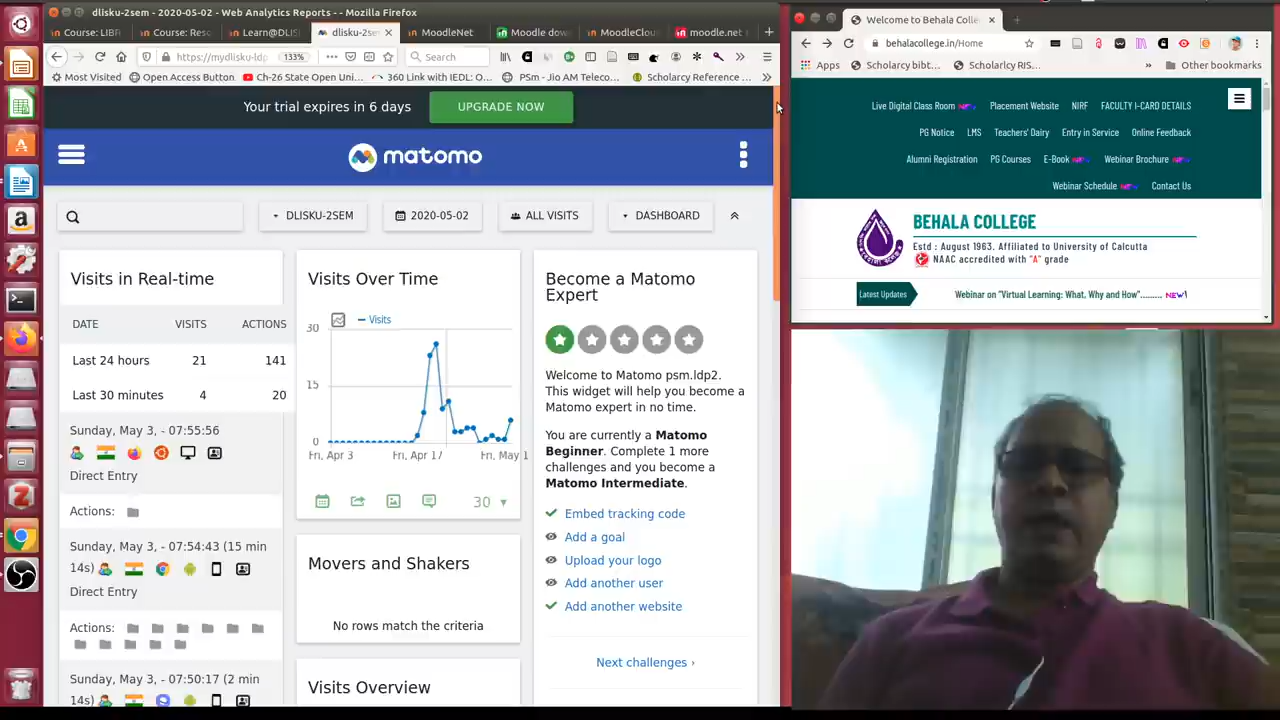 dlisku-2sem - 2020-05-02 - Web Analytics Reports - Mozilla Firefox
Course: LIBR
Course: Reso
Learn@DLIS
dlisku-2sem
MoodleNet
Moodle dow
MoodleClou
moodle.net
https://mydlisku-ldp
133%
Search
Most Visited
Open Access Button
Ch-26 State Open Uni...
360 Link with IEDL: O...
PSm - Jio AM Teleco...
Scholarcy Reference ...
Your trial expires in 6 days
UPGRADE NOW
matomo
DLISKU-2SEM
2020-05-02
ALL VISITS
DASHBOARD
Visits in Real-time
DATE VISITS ACTIONS
Last 24 hours 21 141
Last 30 minutes 4 20
Sunday, May 3, - 07:55:56
Direct Entry
Actions:
Sunday, May 3, - 07:54:43 (15 min
14s)
Direct Entry
Actions:
Sunday, May 3, - 07:50:17 (2 min
14s)
Visits Over Time
Visits
30
15
0
Fri, Apr 3 Fri, Apr 17 Fri, May 1
30
Movers and Shakers
No rows match the criteria
Visits Overview
Become a Matomo
Expert
Welcome to Matomo psm.ldp2.
This widget will help you become a
Matomo expert in no time.
You are currently a Matomo
Beginner. Complete 1 more
challenges and you become a
Matomo Intermediate.
Embed tracking code
Add a goal
Upload your logo
Add another user
Add another website
Next challenges ›
Welcome to Behala Colle
behalacollege.in/Home
Apps
Scholarcy bibt...
Scholarlcy RIS...
Other bookmarks
Live Digital Class Room Placement Website NIRF FACULTY I-CARD DETAILS
PG Notice LMS Teachers' Dairy Entry in Service Online Feedback
Alumni Registration PG Courses E-Book Webinar Brochure
Webinar Schedule Contact Us
BEHALA COLLEGE
Estd : August 1963. Affiliated to University of Calcutta
NAAC accredited with "A" grade
Latest Updates
Webinar on "Virtual Learning: What, Why and How"......... NEW!